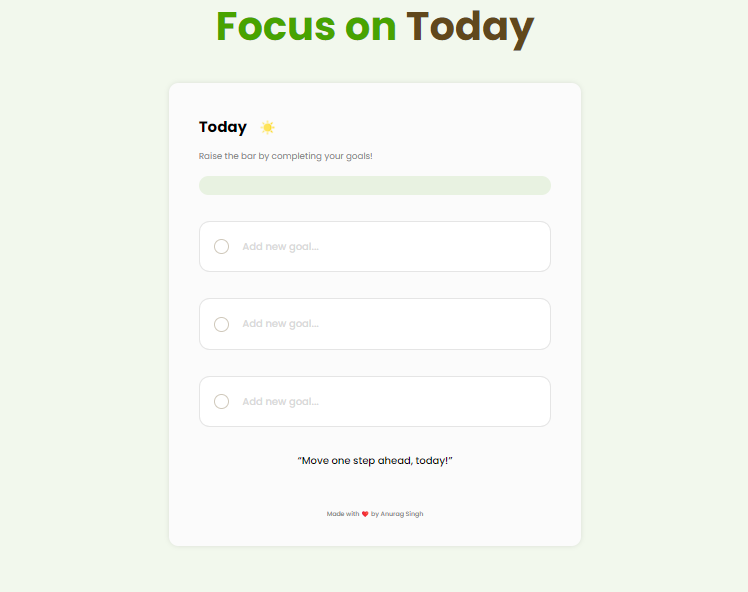 Focus on Today
Today
Raise the bar by completing your goals!
Add new goal...
Add new goal...
Add new goal...
“Move one step ahead, today!”
Made with ❤️ by Anurag Singh